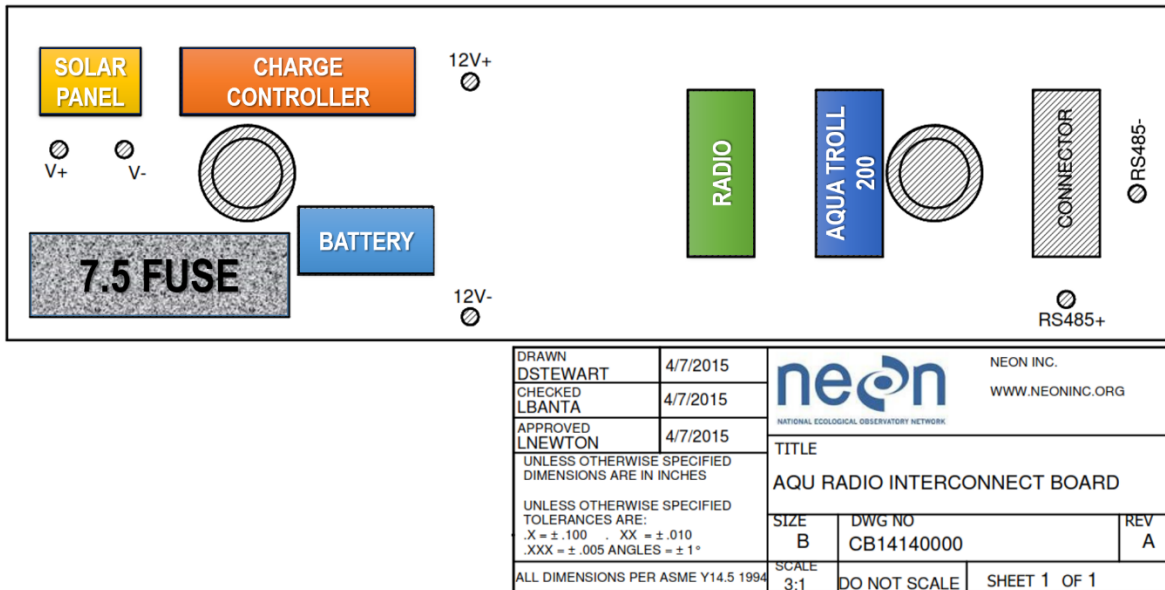 SOLAR
PANEL
CHARGE
CONTROLLER
12V+
V+
V-
RADIO
AQUA TROLL
200
CONNECTOR
RS485-
BATTERY
7.5 FUSE
12V-
RS485+
DRAWN
DSTEWART
4/7/2015
CHECKED
LBANTA
4/7/2015
APPROVED
LNEWTON
4/7/2015
UNLESS OTHERWISE SPECIFIED
DIMENSIONS ARE IN INCHES
UNLESS OTHERWISE SPECIFIED
TOLERANCES ARE:
.X = ± .100 . XX = ± .010
.XXX = ± .005 ANGLES = ± 1°
ALL DIMENSIONS PER ASME Y14.5 1994
neon
NATIONAL ECOLOGICAL OBSERVATORY NETWORK
NEON INC.
WWW.NEONINC.ORG
TITLE
AQU RADIO INTERCONNECT BOARD
SIZE
B
DWG NO
CB14140000
REV
A
SCALE
3:1
DO NOT SCALE
SHEET 1 OF 1